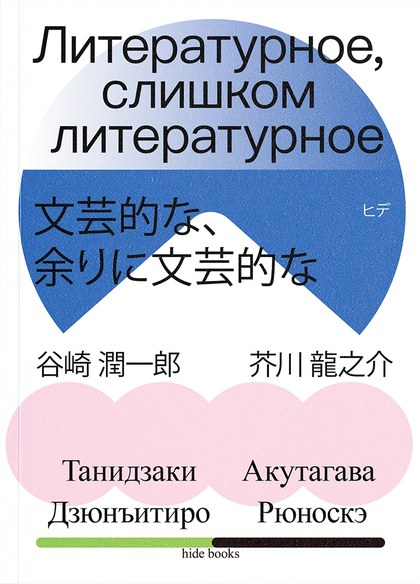 Литературное,
слишком
литературное
文芸的な、
ヒデ
余りに文芸的な
谷崎 潤一郎
芥川 龍之介
Танидзаки
Дзюнъитиро
Акутагава
Рюноскэ
hide books